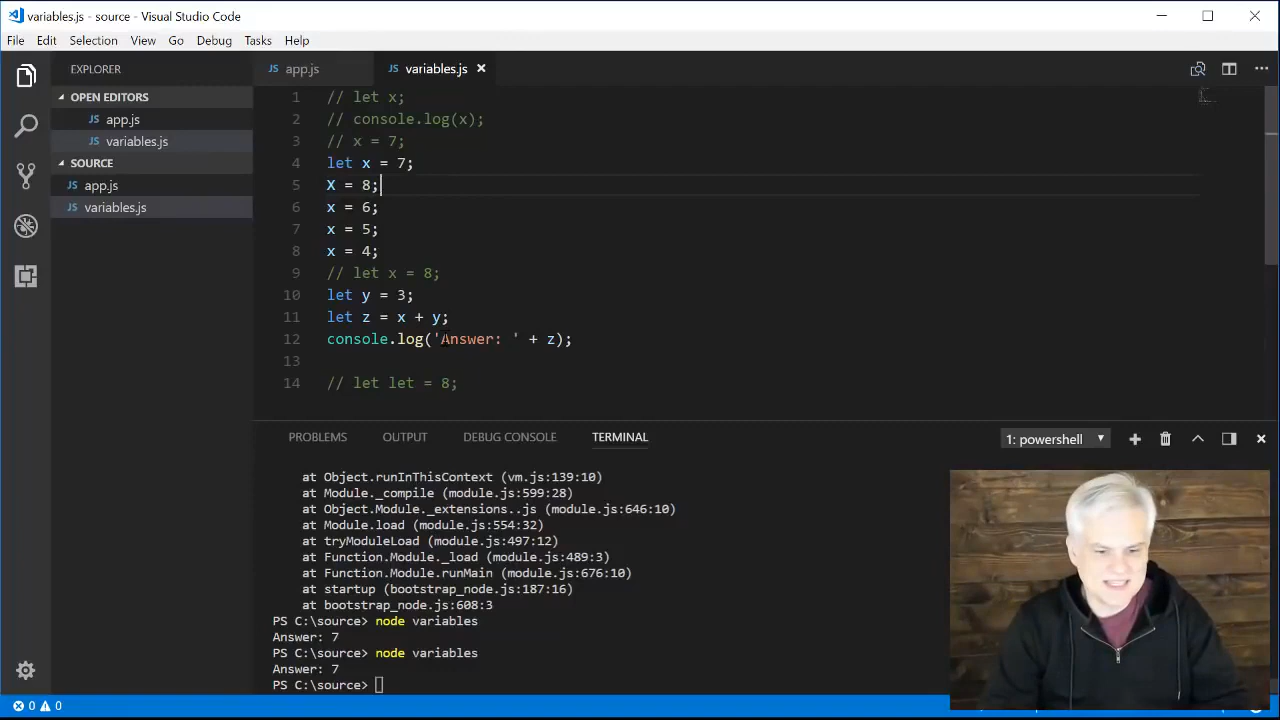 variables.js - source - Visual Studio Code
File Edit Selection View Go Debug Tasks Help
EXPLORER
OPEN EDITORS
JS app.js
JS variables.js
SOURCE
JS app.js
JS variables.js
JS app.js
JS variables.js
1 // let x;
2 // console.log(x);
3 // x = 7;
4 let x = 7;
5 X = 8;
6 x = 6;
7 x = 5;
8 x = 4;
9 // let x = 8;
10 let y = 3;
11 let z = x + y;
12 console.log('Answer: ' + z);
13
14 // let let = 8;
PROBLEMS OUTPUT DEBUG CONSOLE TERMINAL
1: powershell
at Object.runInThisContext (vm.js:139:10)
at Module._compile (module.js:599:28)
at Object.Module._extensions..js (module.js:646:10)
at Module.load (module.js:554:32)
at tryModuleLoad (module.js:497:12)
at Function.Module._load (module.js:489:3)
at Function.Module.runMain (module.js:676:10)
at startup (bootstrap_node.js:187:16)
at bootstrap_node.js:608:3
PS C:\source> node variables
Answer: 7
PS C:\source> node variables
Answer: 7
PS C:\source>
0 0